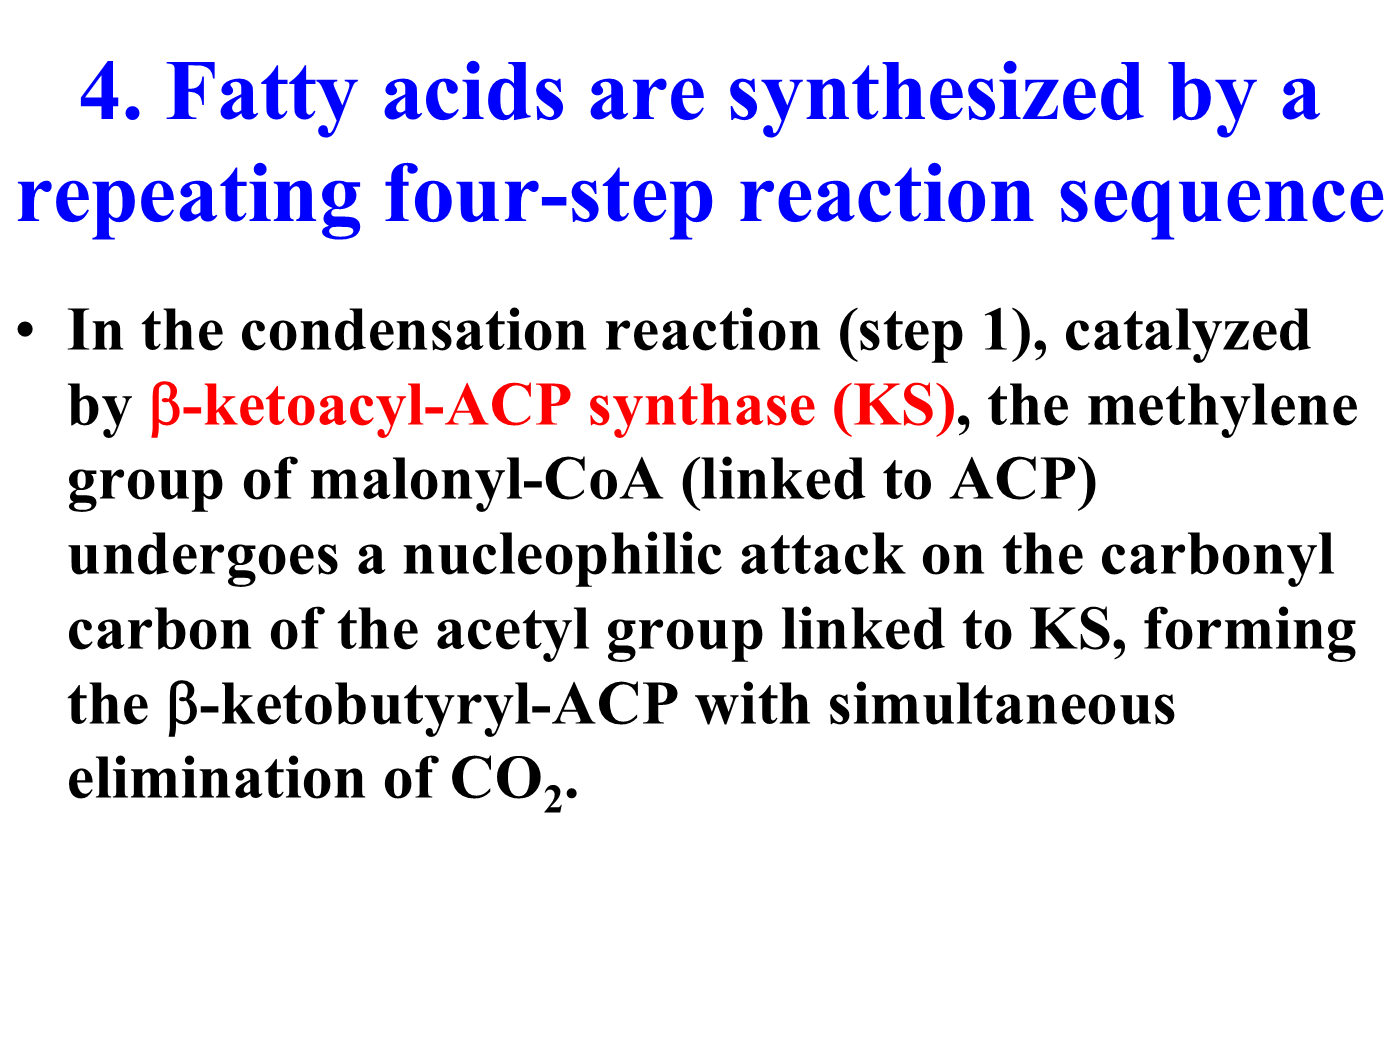 4. Fatty acids are synthesized by a
repeating four-step reaction sequence
• In the condensation reaction (step 1), catalyzed
by β-ketoacyl-ACP synthase (KS), the methylene
group of malonyl-CoA (linked to ACP)
undergoes a nucleophilic attack on the carbonyl
carbon of the acetyl group linked to KS, forming
the β-ketobutyryl-ACP with simultaneous
elimination of CO₂.